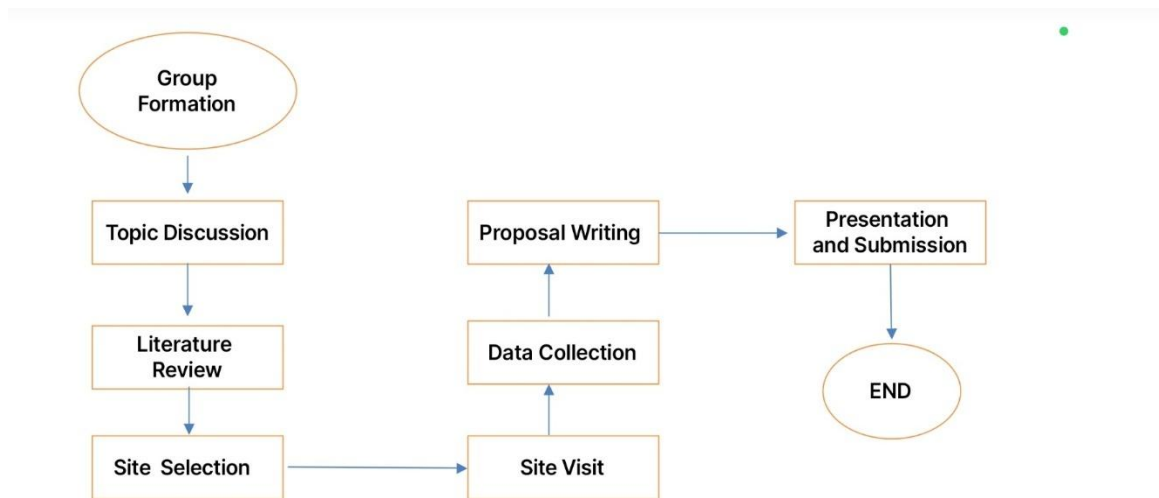 Group
Formation
Topic Discussion
Literature
Review
Site Selection
Site Visit
Data Collection
Proposal Writing
Presentation
and Submission
END